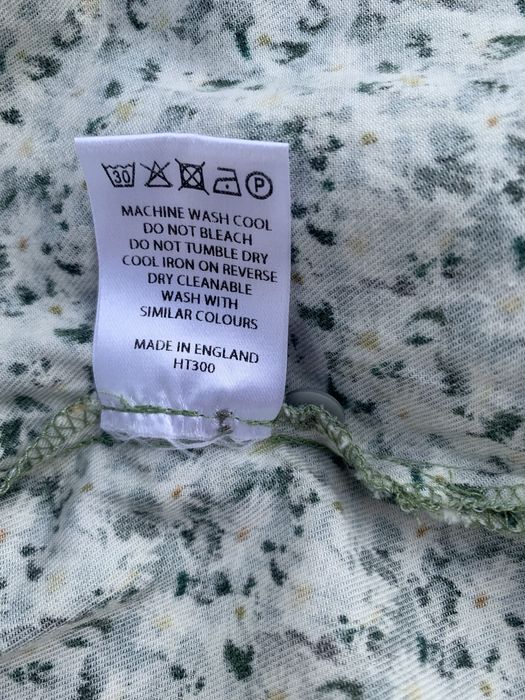 30 P
MACHINE WASH COOL
DO NOT BLEACH
DO NOT TUMBLE DRY
COOL IRON ON REVERSE
DRY CLEANABLE
WASH WITH
SIMILAR COLOURS
MADE IN ENGLAND
HT300